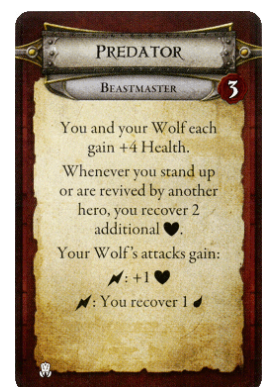 PREDATOR
BEASTMASTER
3
You and your Wolf each
gain +4 Health.
Whenever you stand up
or are revived by another
hero, you recover 2
additional ♥.
Your Wolf's attacks gain:
: +1 ♥
: You recover 1